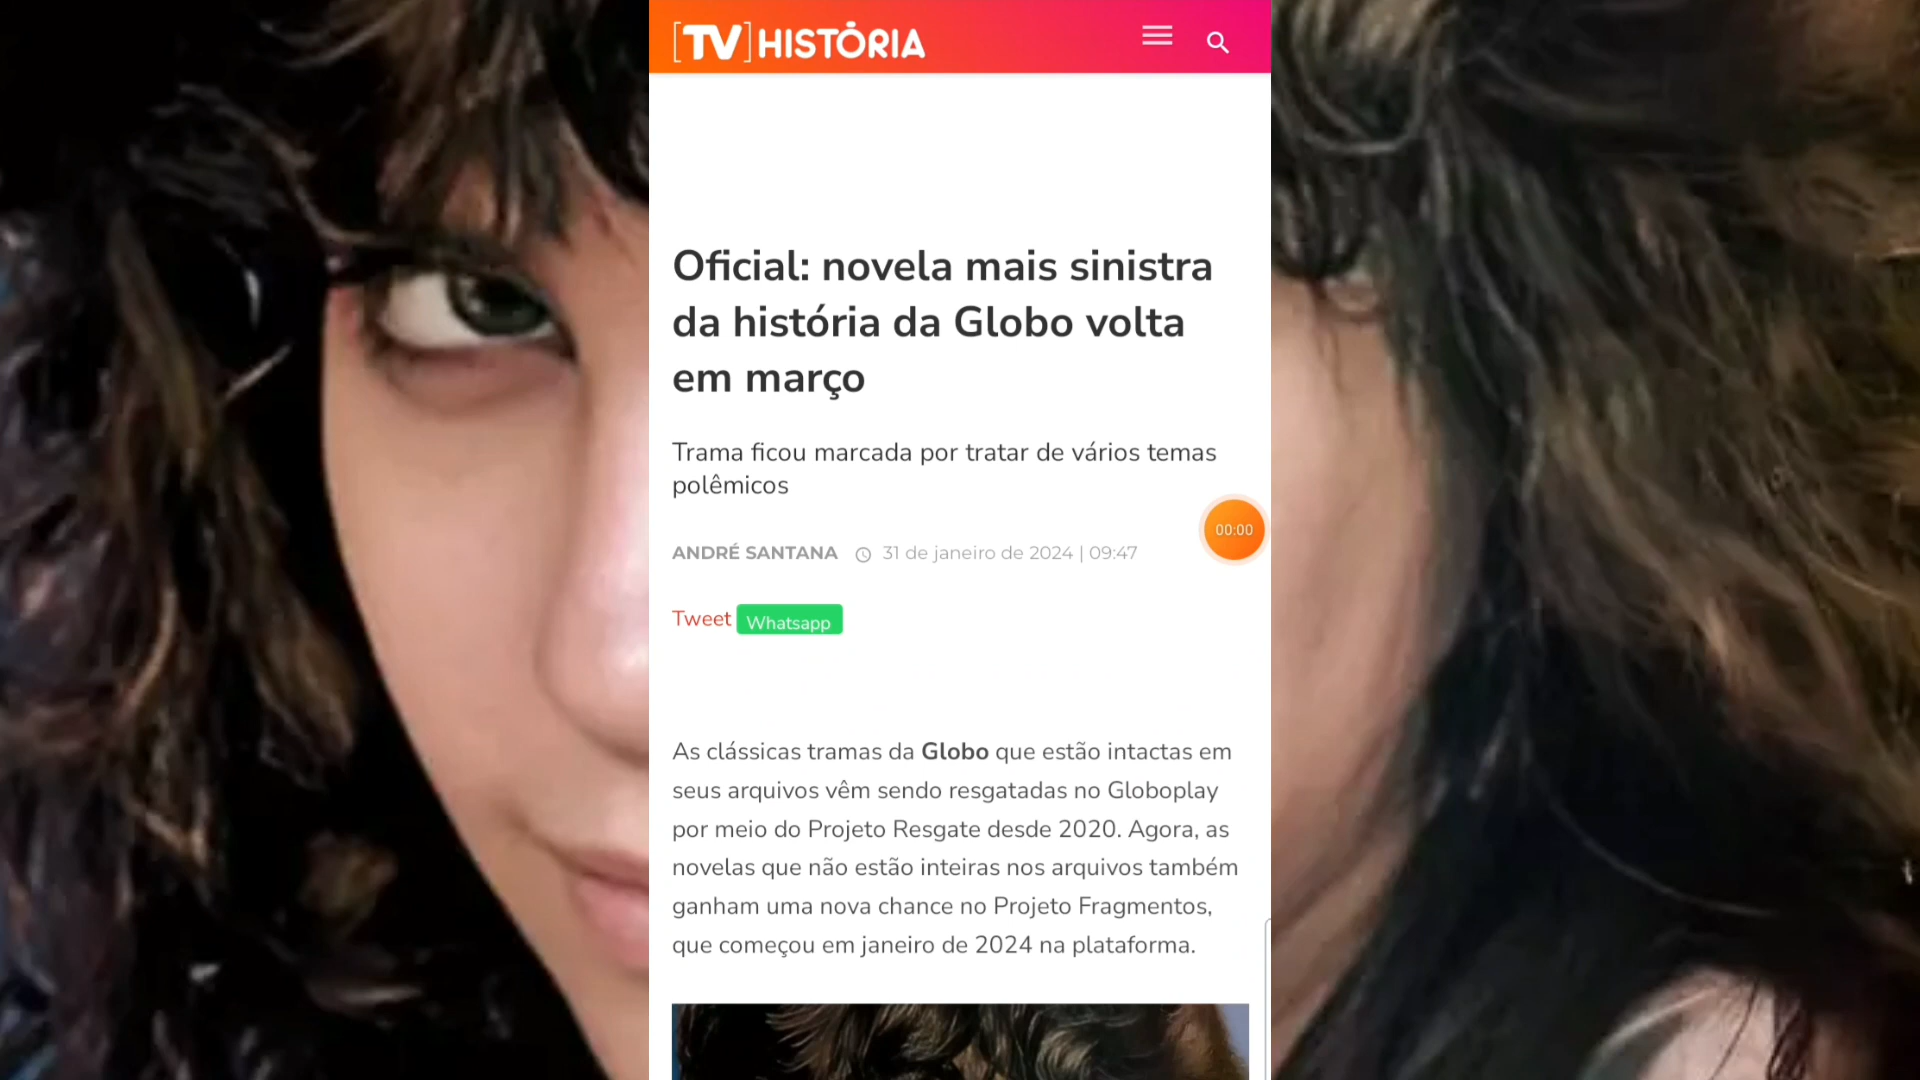 [TV] HISTÓRIA
Oficial: novela mais sinistra
da história da Globo volta
em março
Trama ficou marcada por tratar de vários temas
polêmicos
00:00
ANDRÉ SANTANA 31 de janeiro de 2024 | 09:47
Tweet Whatsapp
As clássicas tramas da Globo que estão intactas em
seus arquivos vêm sendo resgatadas no Globoplay
por meio do Projeto Resgate desde 2020. Agora, as
novelas que não estão inteiras nos arquivos também
ganham uma nova chance no Projeto Fragmentos,
que começou em janeiro de 2024 na plataforma.